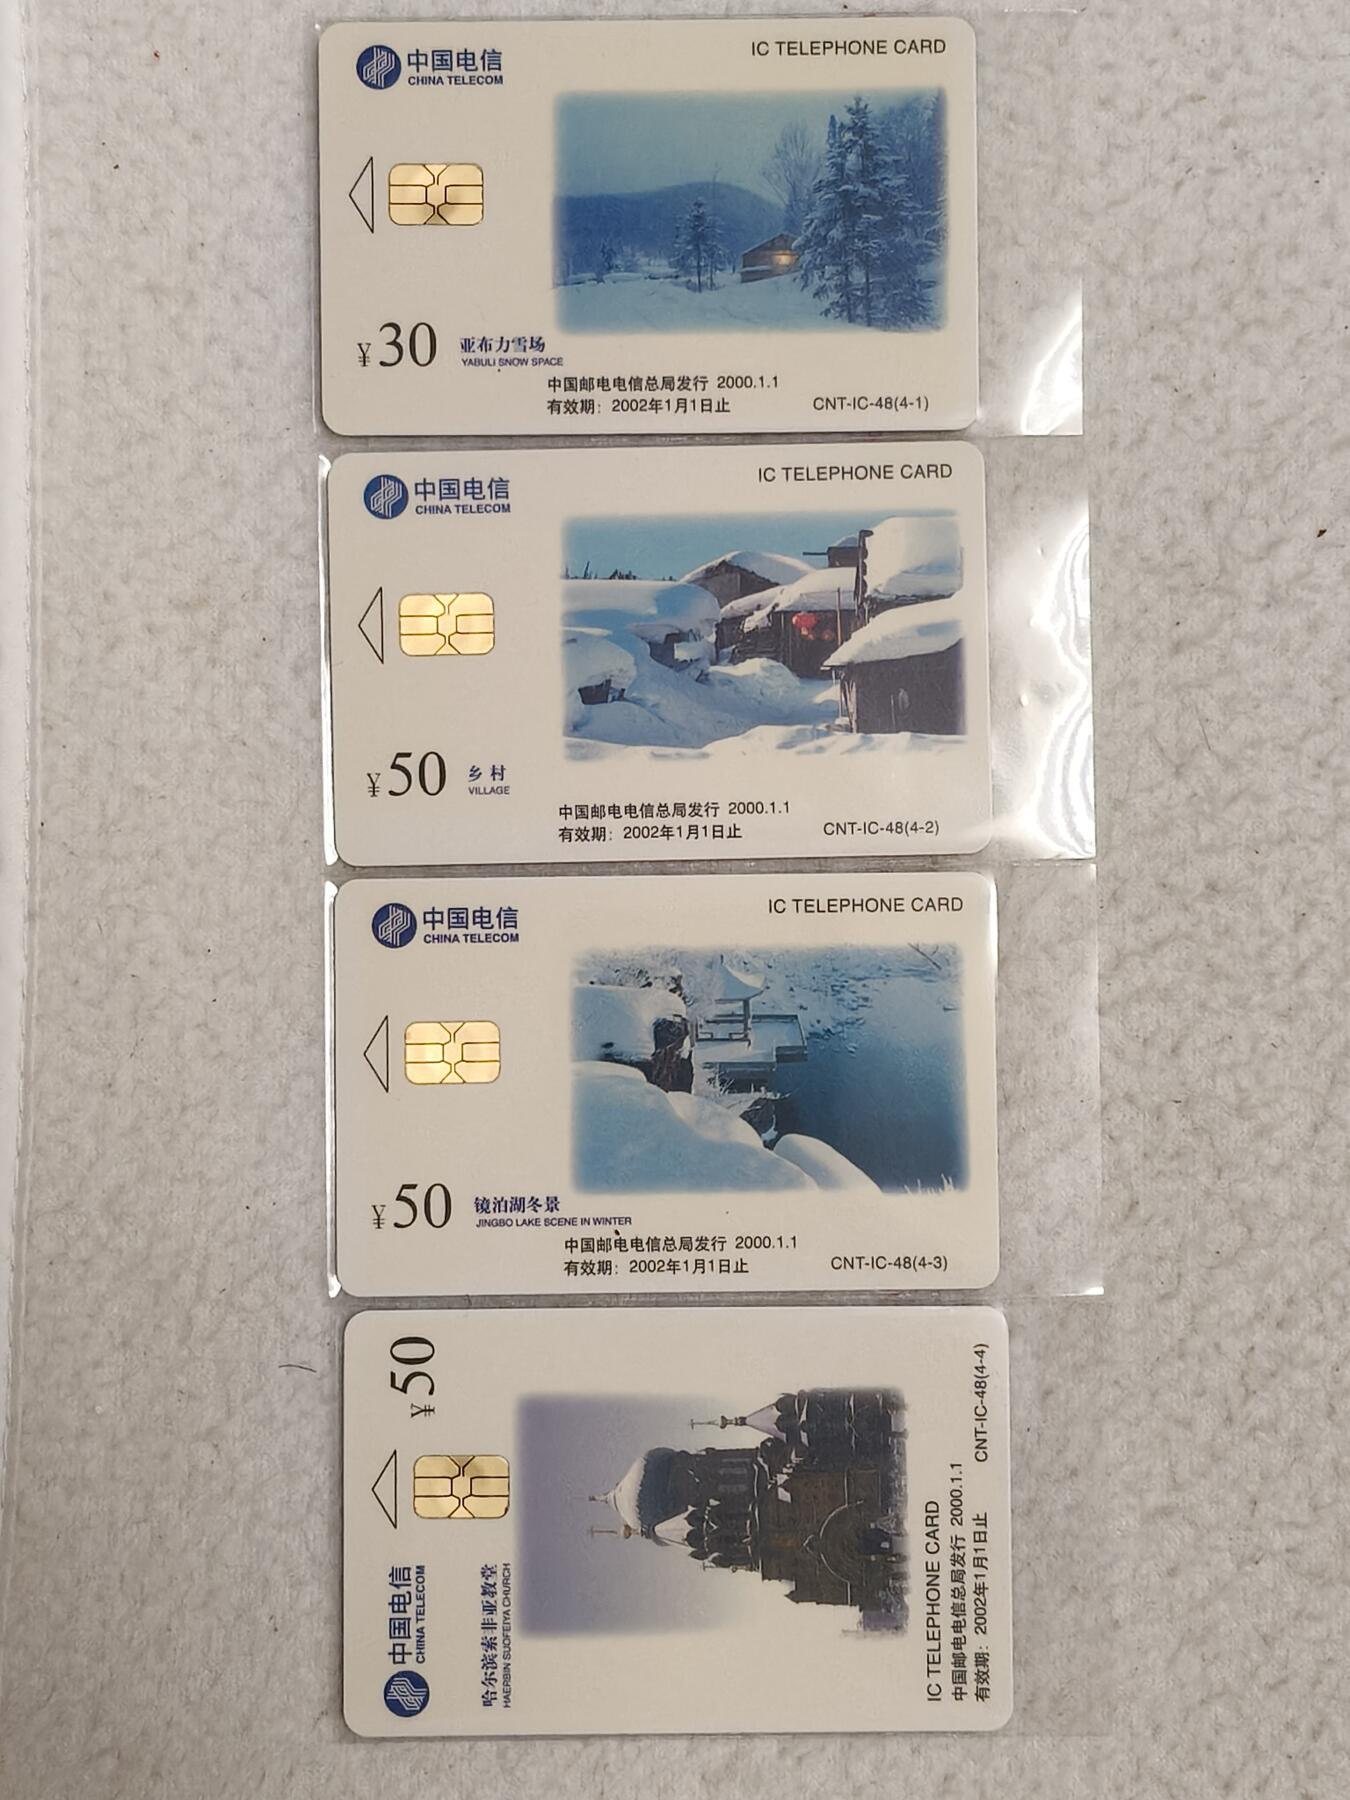 中国电信
CHINA TELECOM
IC TELEPHONE CARD
¥30
亚布力雪场
YABULI SNOW SPACE
中国邮电电信总局发行 2000.1.1
有效期：2002年1月1日止
CNT-IC-48(4-1)
中国电信
CHINA TELECOM
IC TELEPHONE CARD
¥50
乡村
VILLAGE
中国邮电电信总局发行 2000.1.1
有效期：2002年1月1日止
CNT-IC-48(4-2)
中国电信
CHINA TELECOM
IC TELEPHONE CARD
¥50
镜泊湖冬景
JINGBO LAKE SCENE IN WINTER
中国邮电电信总局发行 2000.1.1
有效期：2002年1月1日止
CNT-IC-48(4-3)
中国电信
CHINA TELECOM
¥50
哈尔滨索非亚教堂
HAERBIN SUOFEIYA CHURCH
IC TELEPHONE CARD
中国邮电电信总局发行 2000.1.1
有效期：2002年1月1日止
CNT-IC-48(4-4)